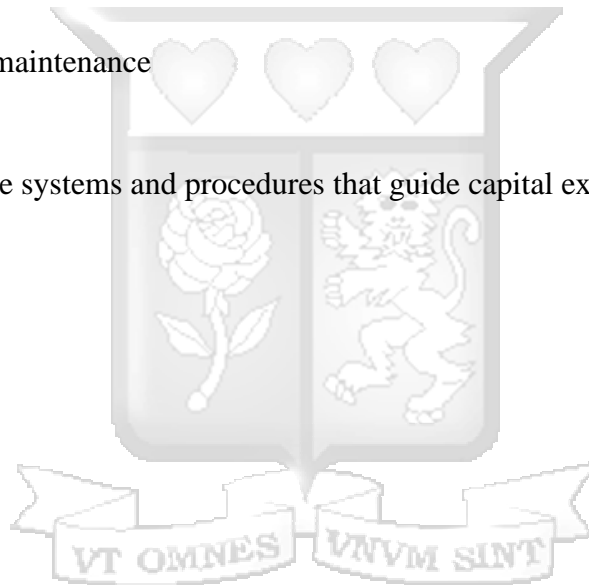 maintenance
e systems and procedures that guide capital ex
VT OMNES VNVM SINT